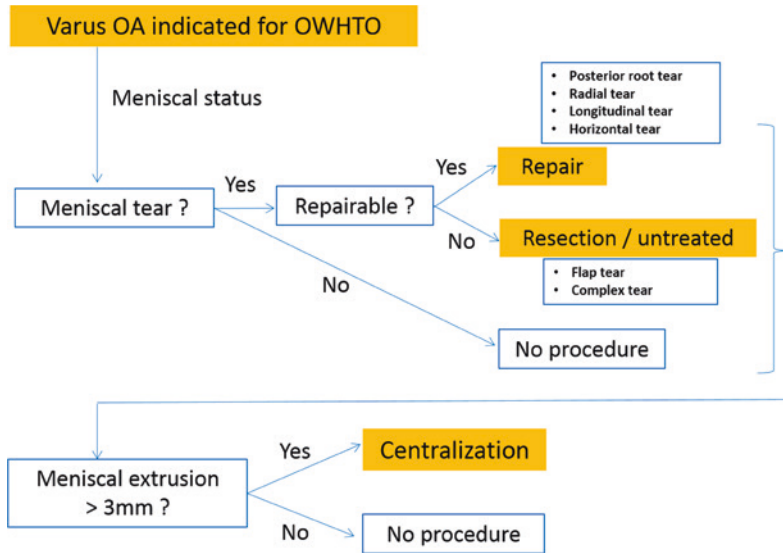 Varus OA indicated for OWHTO
Meniscal status
• Posterior root tear
• Radial tear
• Longitudinal tear
• Horizontal tear
Meniscal tear ?
Yes
Repairable ?
Yes
Repair
No
Resection / untreated
• Flap tear
• Complex tear
No
No procedure
Meniscal extrusion
> 3mm ?
Yes
Centralization
No
No procedure